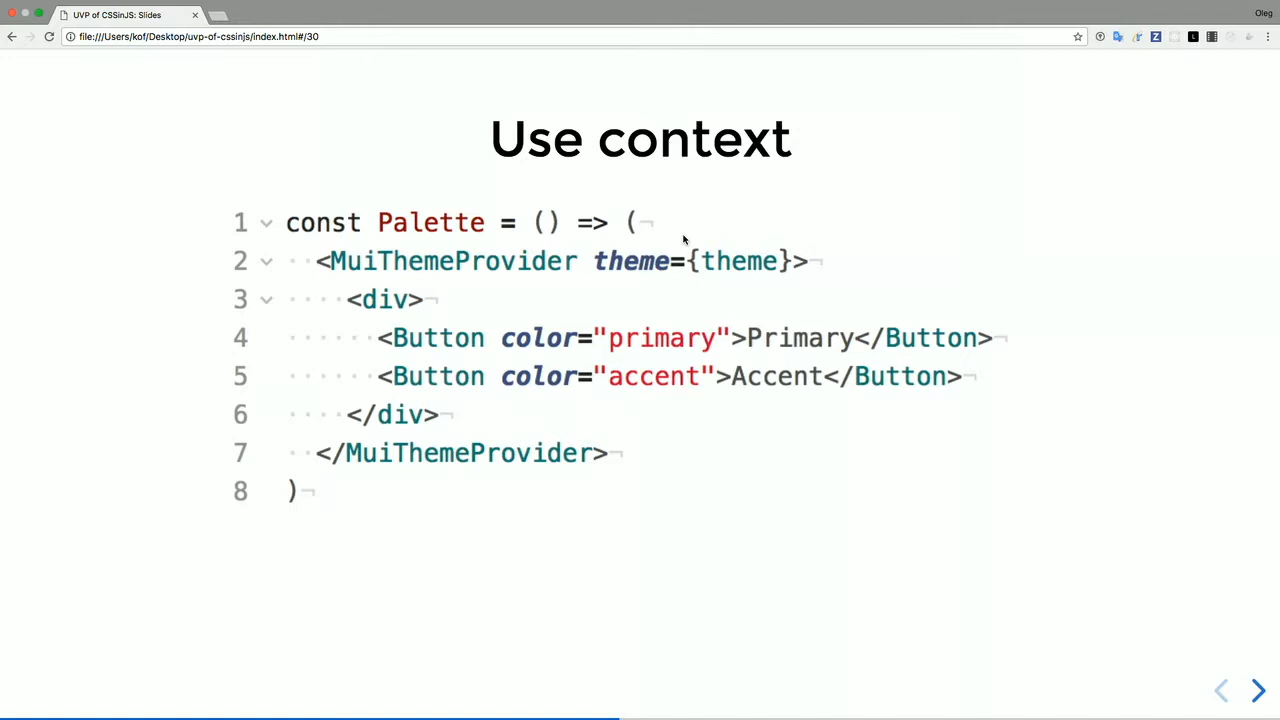 UVP of CSSinJS: Slides
Oleg
file:///Users/kof/Desktop/uvp-of-cssinjs/index.html#/30
Use context
1 const Palette = () => (¬
2 ··<MuiThemeProvider theme={theme}>¬
3 ····<div>¬
4 ······<Button color="primary">Primary</Button>¬
5 ······<Button color="accent">Accent</Button>¬
6 ····</div>¬
7 ··</MuiThemeProvider>¬
8 )¬